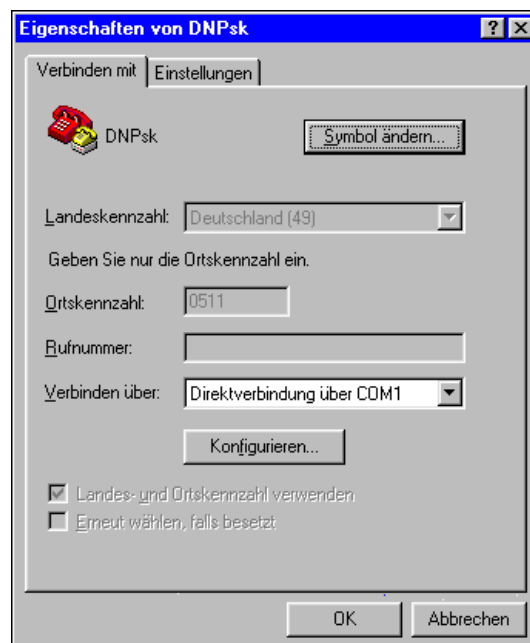 Eigenschaften von DNPsk
Verbinden mit
Einstellungen
DNPsk
Symbol ändern...
Landeskennzahl:
Deutschland (49)
Geben Sie nur die Ortskennzahl ein.
Ortskennzahl:
0511
Rufnummer:
Verbinden über:
Direktverbindung über COM1
Konfigurieren...
Landes- und Ortskennzahl verwenden
Erneut wählen, falls besetzt
OK
Abbrechen